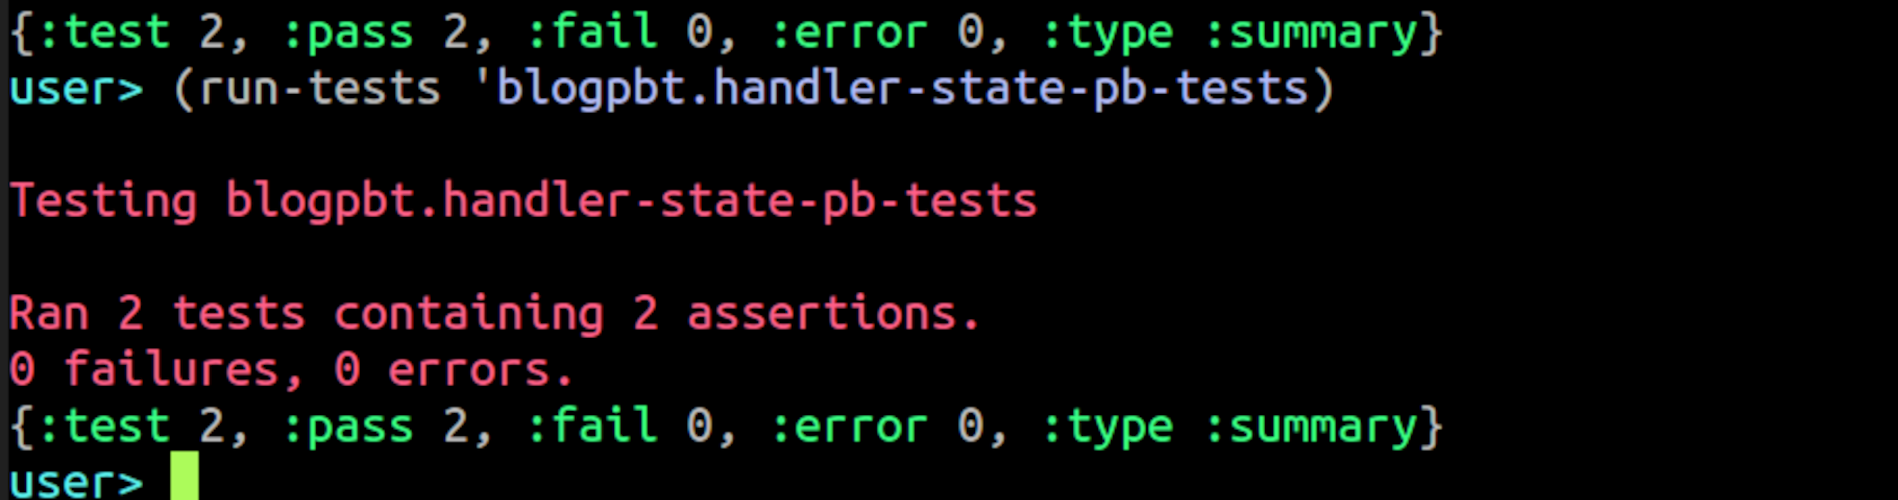 {:test 2, :pass 2, :fail 0, :error 0, :type :summary}
user> (run-tests 'blogpbt.handler-state-pb-tests)
Testing blogpbt.handler-state-pb-tests
Ran 2 tests containing 2 assertions.
0 failures, 0 errors.
{:test 2, :pass 2, :fail 0, :error 0, :type :summary}
user>